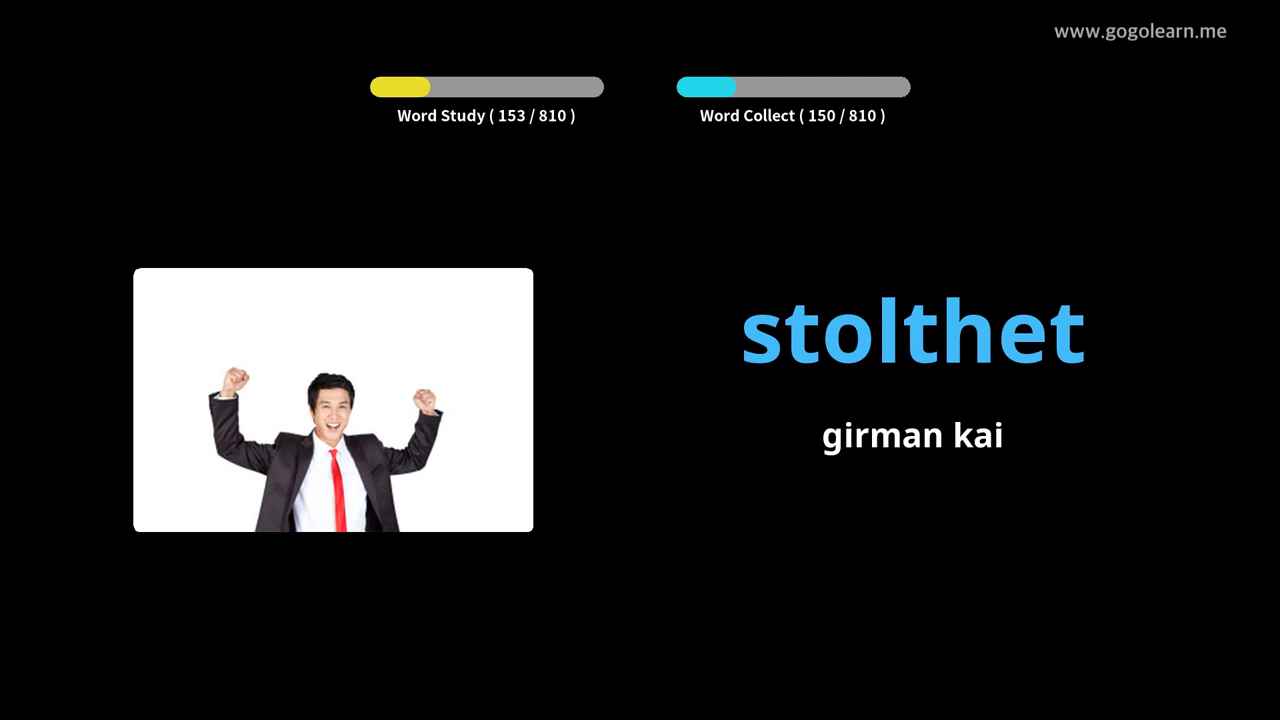 www.gogolearn.me
Word Study ( 153 / 810 )
Word Collect ( 150 / 810 )
stolthet
girman kai